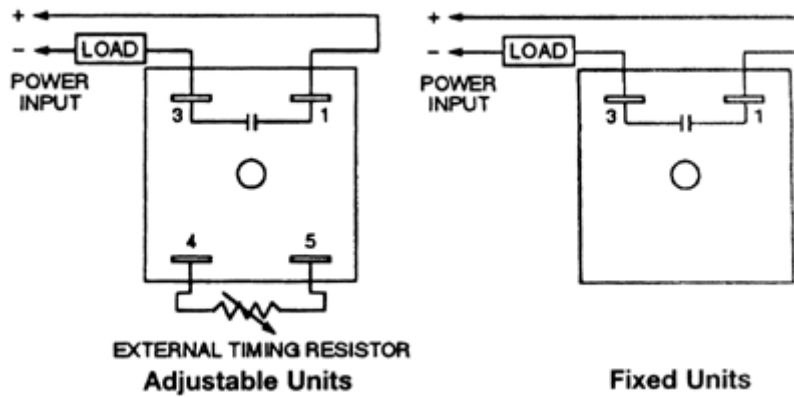 +
− LOAD
POWER
INPUT
3 1
4 5
EXTERNAL TIMING RESISTOR
Adjustable Units
+
− LOAD
POWER
INPUT
3 1
Fixed Units